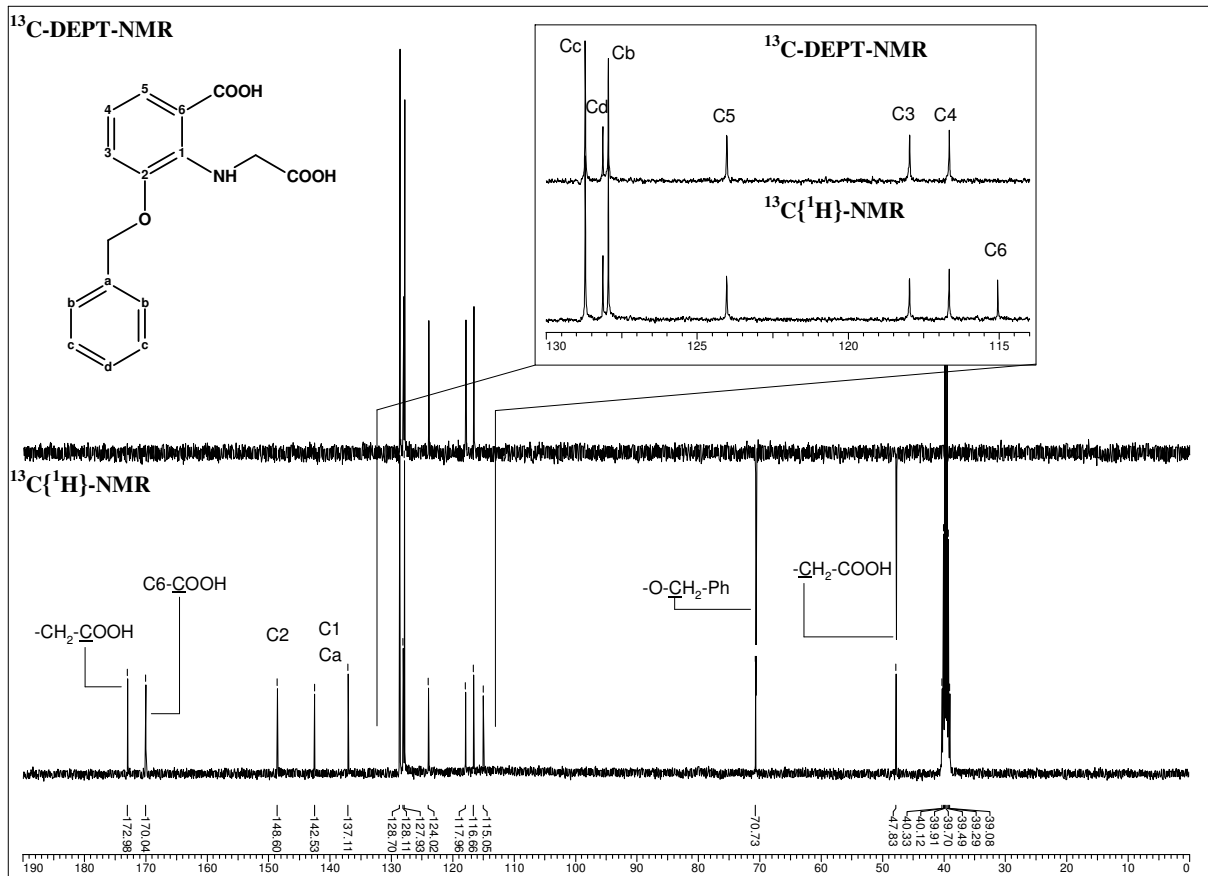 ¹³C-DEPT-NMR
5
COOH
4
6
3
1
2
NH
COOH
O
a
b
b
c
c
d
¹³C-DEPT-NMR
Cc
Cb
Cd
C5
C3
C4
¹³C{¹H}-NMR
C6
130
125
120
115
¹³C{¹H}-NMR
C6-COOH
-CH₂-COOH
C2
C1
Ca
-O-CH₂-Ph
-CH₂-COOH
172.98
170.04
148.60
142.53
137.11
128.70
128.11
127.93
124.02
117.96
116.66
115.05
70.73
47.83
40.33
40.12
39.91
39.70
39.49
39.29
39.08
190 180 170 160 150 140 130 120 110 100 90 80 70 60 50 40 30 20 10 0